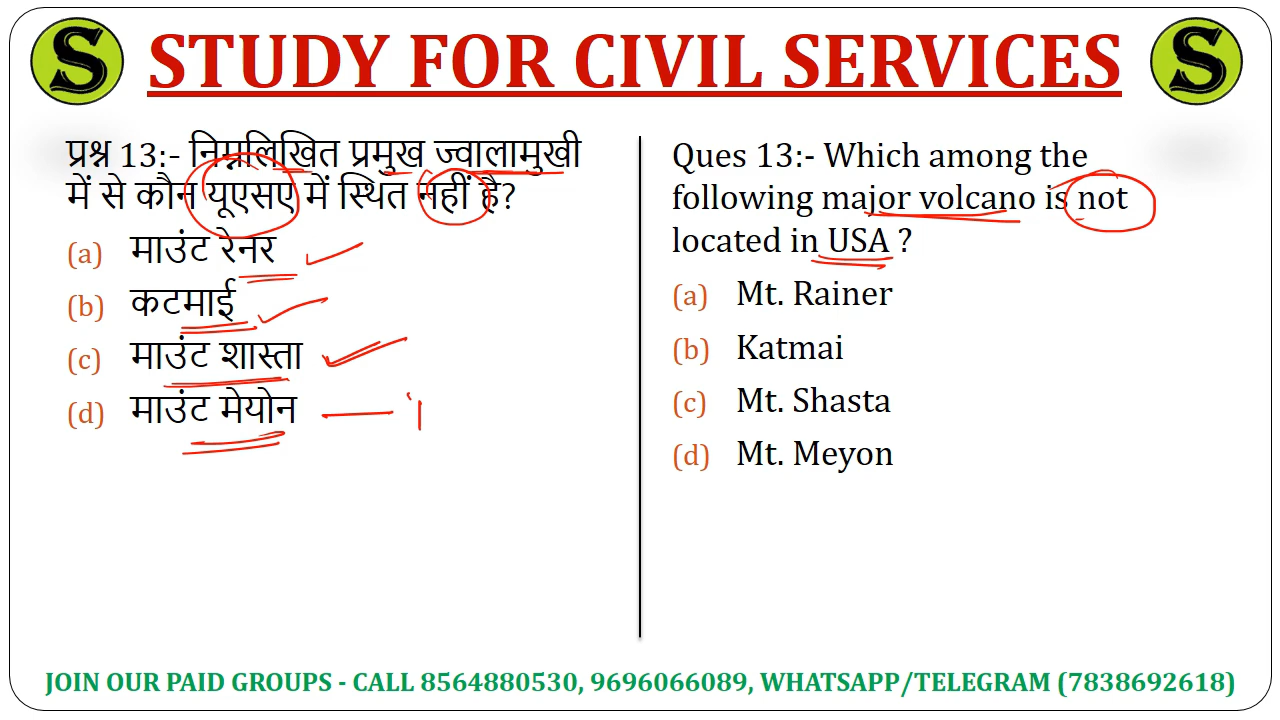 S STUDY FOR CIVIL SERVICES S
प्रश्न 13:- निम्नलिखित प्रमुख ज्वालामुखी
में से कौन यूएसए में स्थित नहीं है?
(a) माउंट रेनर
(b) कटमाई
(c) माउंट शास्ता
(d) माउंट मेयोन
Ques 13:- Which among the
following major volcano is not
located in USA ?
(a) Mt. Rainer
(b) Katmai
(c) Mt. Shasta
(d) Mt. Meyon
JOIN OUR PAID GROUPS - CALL 8564880530, 9696066089, WHATSAPP/TELEGRAM (7838692618)